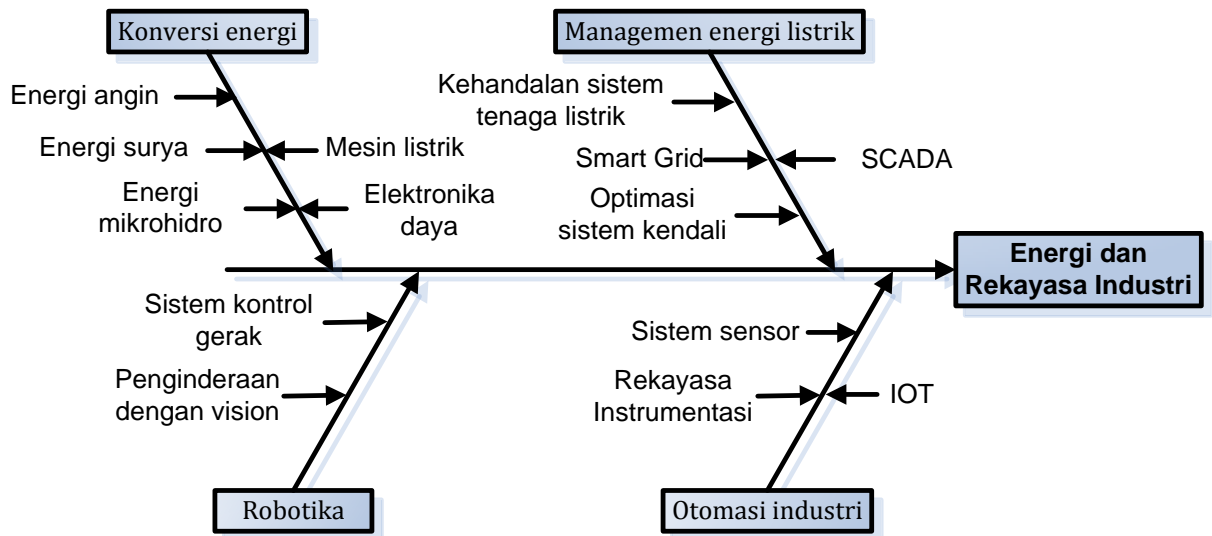 Konversi energi
Managemen energi listrik
Energi angin
Energi surya
Mesin listrik
Energi
mikrohidro
Elektronika
daya
Kehandalan sistem
tenaga listrik
Smart Grid
SCADA
Optimasi
sistem kendali
Energi dan
Rekayasa Industri
Sistem kontrol
gerak
Penginderaan
dengan vision
Sistem sensor
Rekayasa
Instrumentasi
IOT
Robotika
Otomasi industri